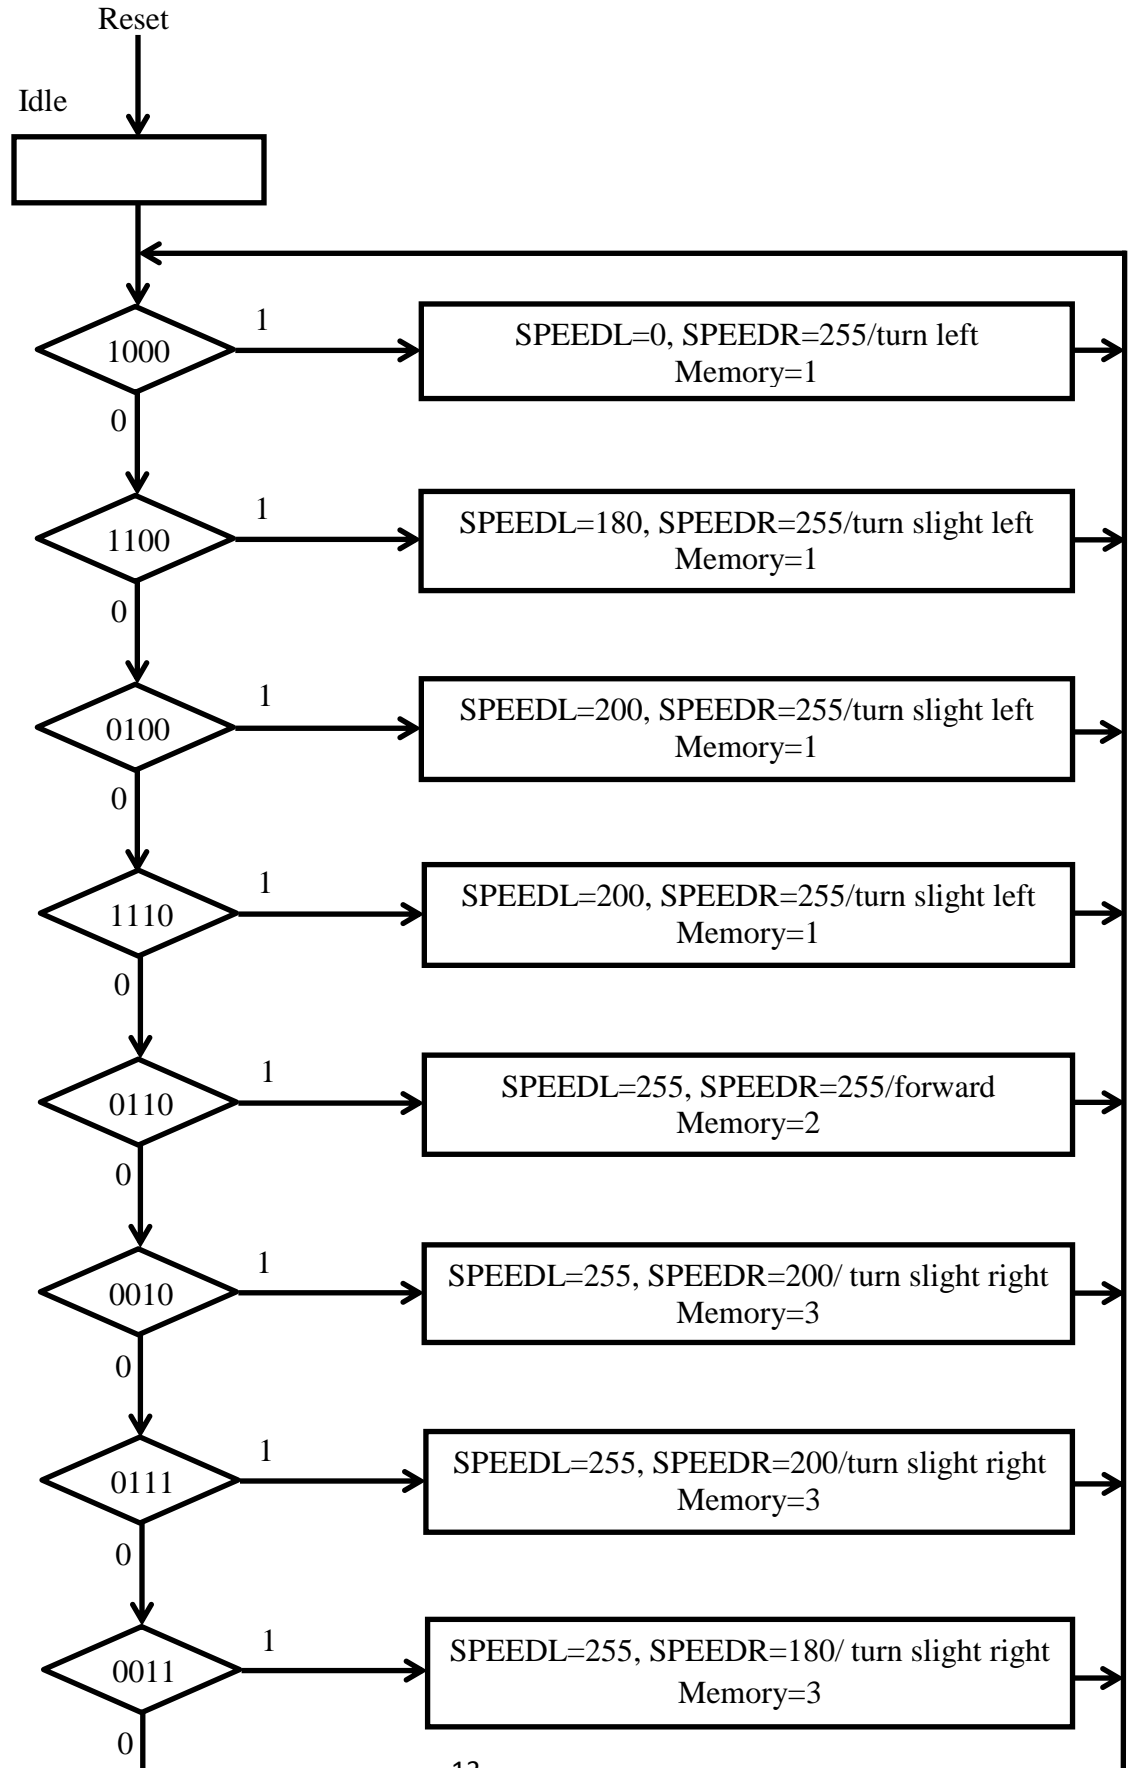 Reset
Idle
1000
1
SPEEDL=0, SPEEDR=255/turn left
Memory=1
0
1100
1
SPEEDL=180, SPEEDR=255/turn slight left
Memory=1
0
0100
1
SPEEDL=200, SPEEDR=255/turn slight left
Memory=1
0
1110
1
SPEEDL=200, SPEEDR=255/turn slight left
Memory=1
0
0110
1
SPEEDL=255, SPEEDR=255/forward
Memory=2
0
0010
1
SPEEDL=255, SPEEDR=200/ turn slight right
Memory=3
0
0111
1
SPEEDL=255, SPEEDR=200/turn slight right
Memory=3
0
0011
1
SPEEDL=255, SPEEDR=180/ turn slight right
Memory=3
0